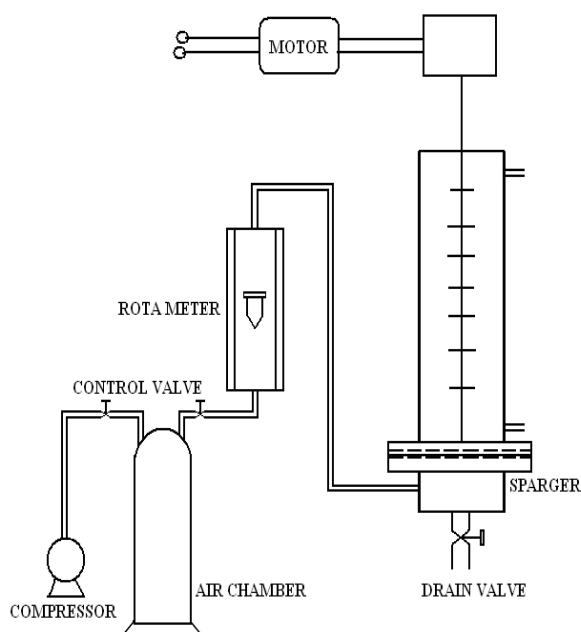 MOTOR
ROTA METER
CONTROL VALVE
SPARGER
COMPRESSOR
AIR CHAMBER
DRAIN VALVE